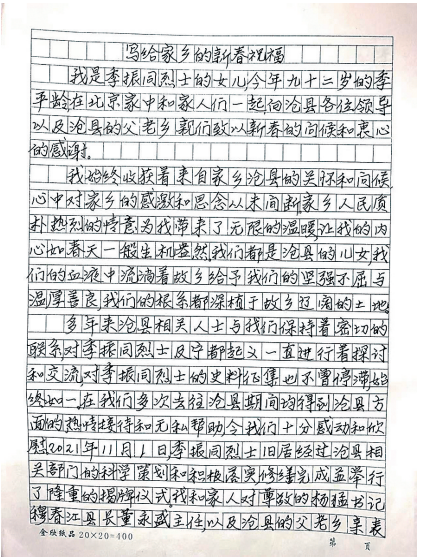 写给家乡的新春祝福
我是季振同烈士的女儿,今年九十二岁的季
平龄在北京家中和家人们一起向沧县各位领导
以及沧县的父老乡亲们致以新春的问候和衷心
的感谢。
我始终收获着来自家乡沧县的关怀和问候,
心中对家乡的感激和思念从未间断,家乡人民质
朴热烈的情意为我带来了无限的温暖,让我的内
心如春天一般生机盎然,我们都是沧县的儿女,我
们的血液中流淌着故乡给予我们的坚强不屈与
温厚善良,我们的根系都深植于故乡辽阔的土地。
多年来沧县相关人士与我们保持着密切的
联系,对季振同烈士及宁都起义一直进行着探讨
和交流,对季振同烈士的史料征集也不曾停滞,始
终如一。在我们多次去往沧县期间均得到沧县方
面的热情接待和无私帮助令我们十分感动和欣
慰2021年11月1日季振同烈士旧居经过沧县相
关部门的科学策划和积极落实修缮完成并举行
了隆重的揭牌仪式。我和家人对尊敬的杨猛书记
穆春江县长董永盛主任,以及沧县的父老乡亲表
金欣纸品 20×20=400 第 页